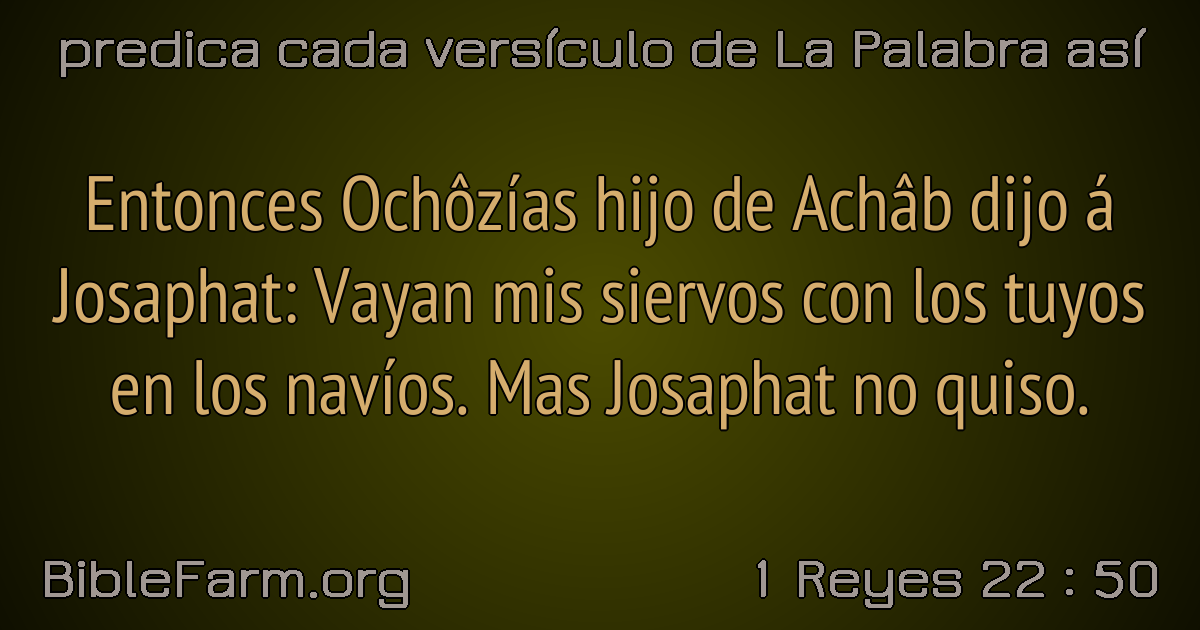 predica cada versículo de La Palabra así
Entonces Ochôzías hijo de Achâb dijo á
Josaphat: Vayan mis siervos con los tuyos
en los navíos. Mas Josaphat no quiso.
BibleFarm.org
1 Reyes 22 : 50